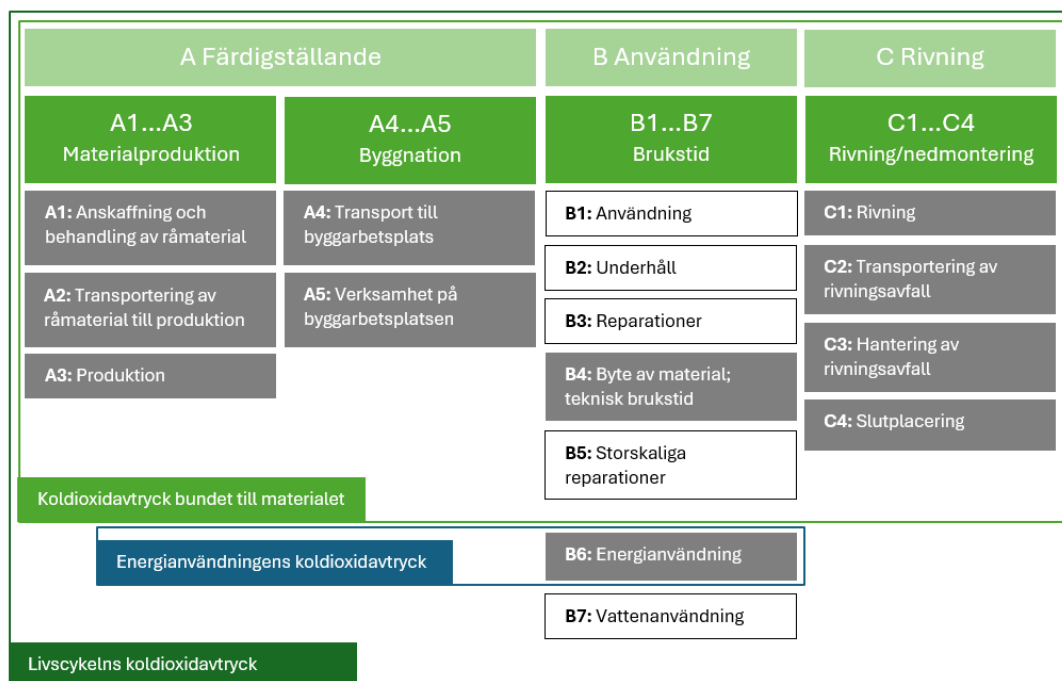 A Färdigställande
B Användning
C Rivning
A1...A3
Materialproduktion
A4...A5
Byggnation
B1...B7
Brukstid
C1...C4
Rivning/nedmontering
A1: Anskaffning och
behandling av råmaterial
A2: Transportering av
råmaterial till produktion
A3: Produktion
A4: Transport till
byggarbetsplats
A5: Verksamhet på
byggarbetsplatsen
B1: Användning
B2: Underhåll
B3: Reparationer
B4: Byte av material;
teknisk brukstid
B5: Storskaliga
reparationer
C1: Rivning
C2: Transportering av
rivningsavfall
C3: Hantering av
rivningsavfall
C4: Slutplacering
Koldioxidavtryck bundet till materialet
Energianvändningens koldioxidavtryck
B6: Energianvändning
B7: Vattenanvändning
Livscykelns koldioxidavtryck